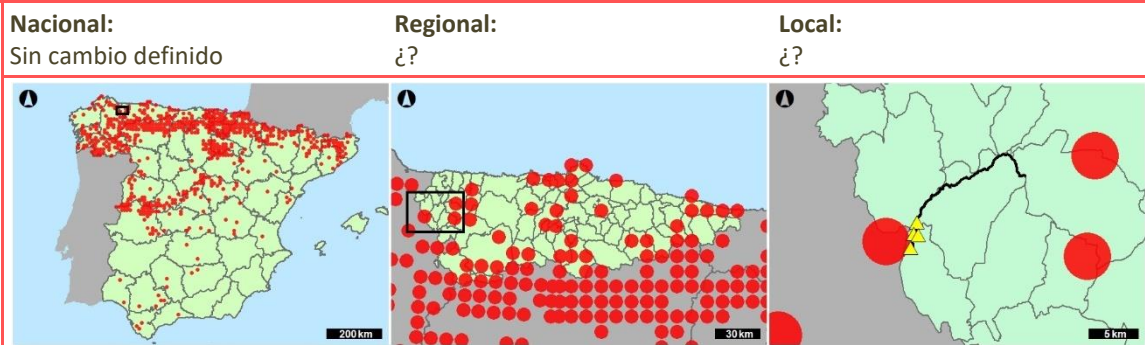 Nacional:
Sin cambio definido
Regional:
¿?
Local:
¿?
200 km
30 km
5 km